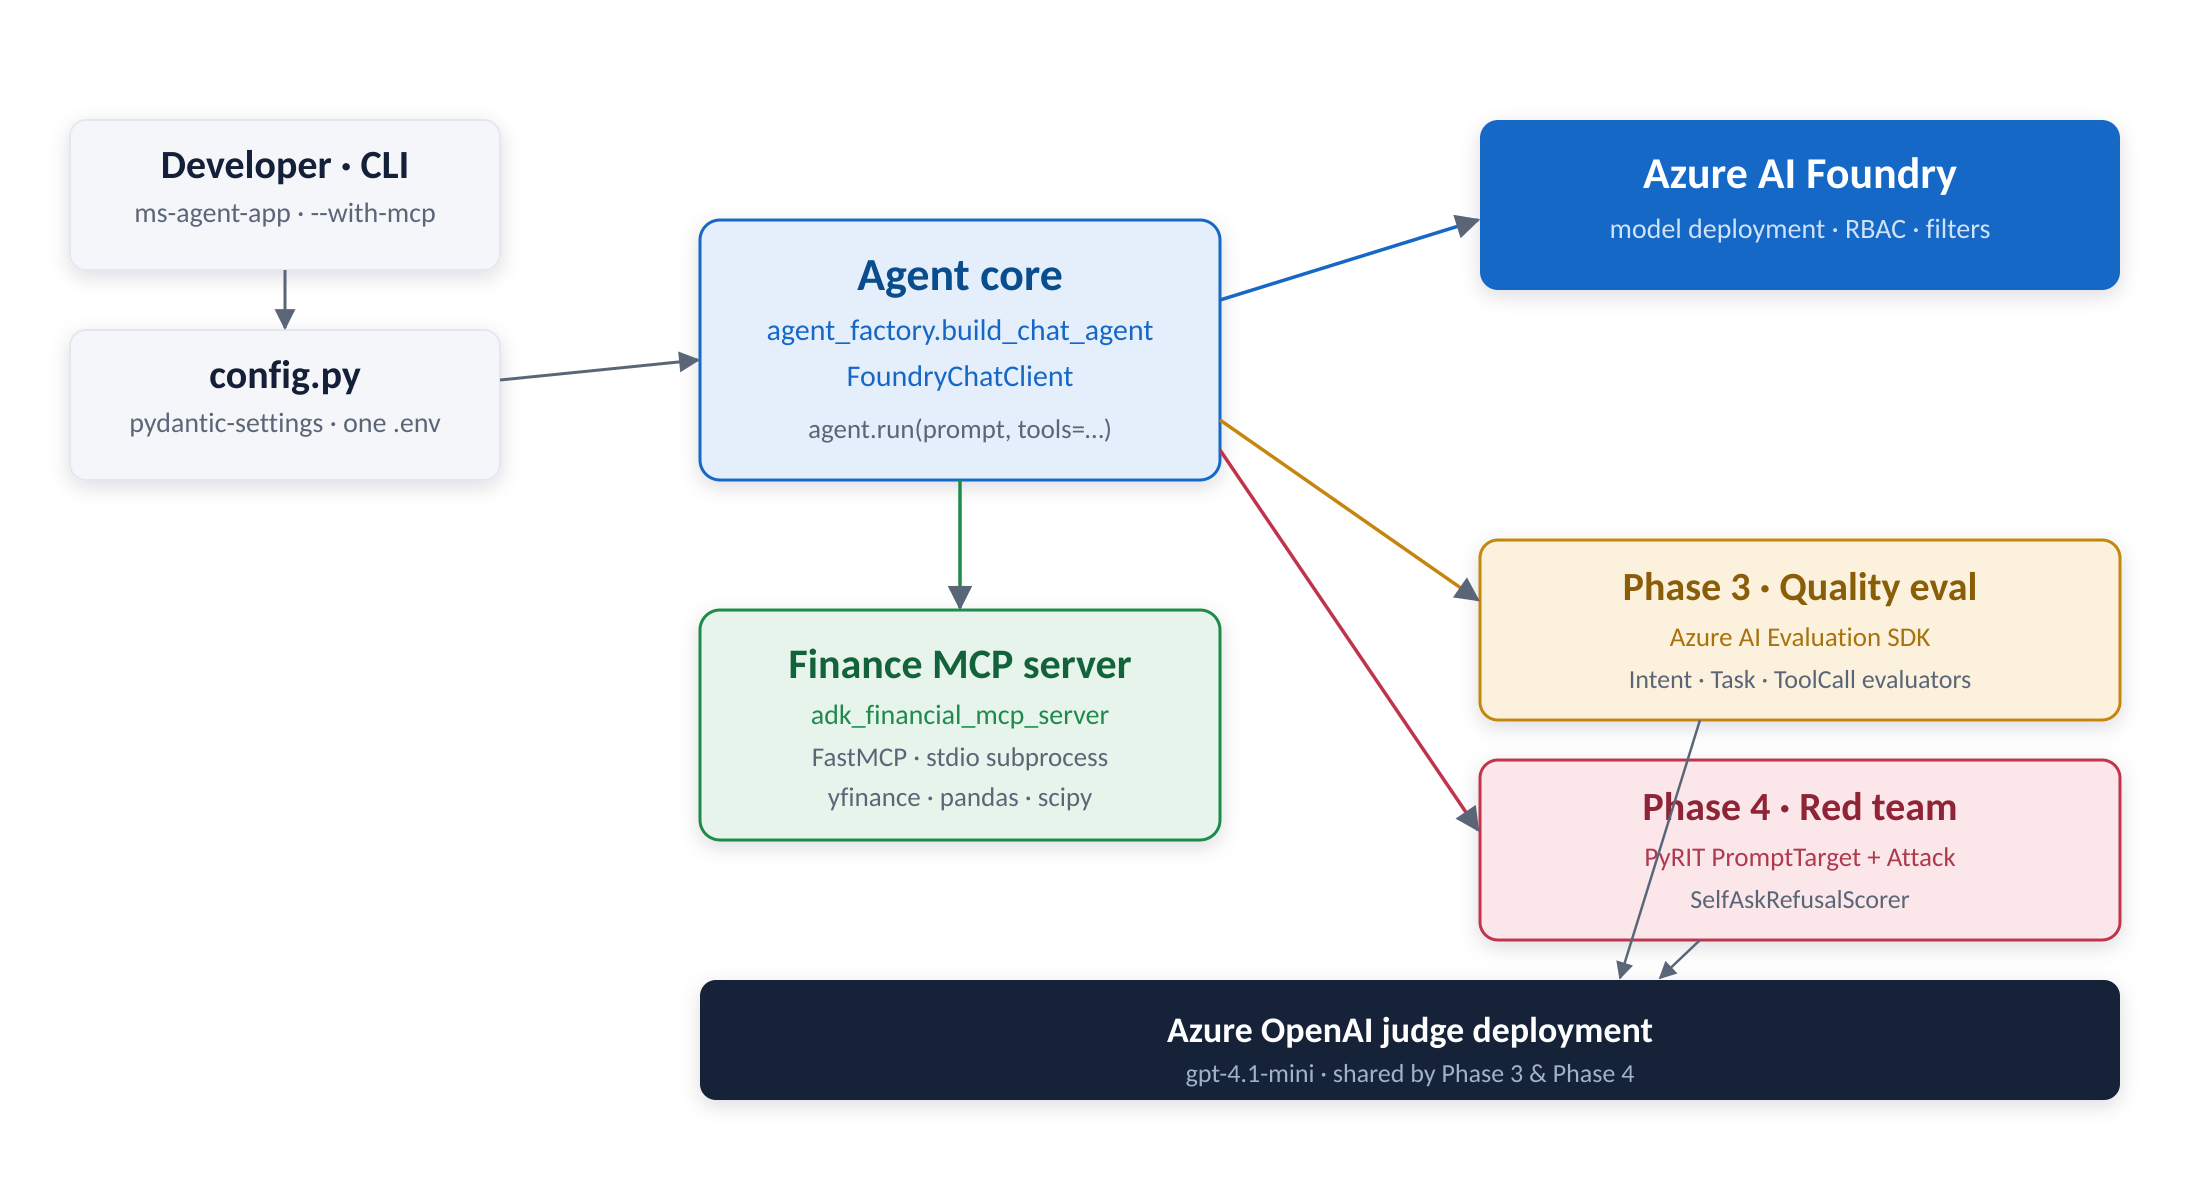 Developer · CLI
ms-agent-app · --with-mcp
config.py
pydantic-settings · one .env
Agent core
agent_factory.build_chat_agent
FoundryChatClient
agent.run(prompt, tools=...)
Finance MCP server
adk_financial_mcp_server
FastMCP · stdio subprocess
yfinance · pandas · scipy
Azure AI Foundry
model deployment · RBAC · filters
Phase 3 · Quality eval
Azure AI Evaluation SDK
Intent · Task · ToolCall evaluators
Phase 4 · Red team
PyRIT PromptTarget + Attack
SelfAskRefusalScorer
Azure OpenAI judge deployment
gpt-4.1-mini · shared by Phase 3 & Phase 4